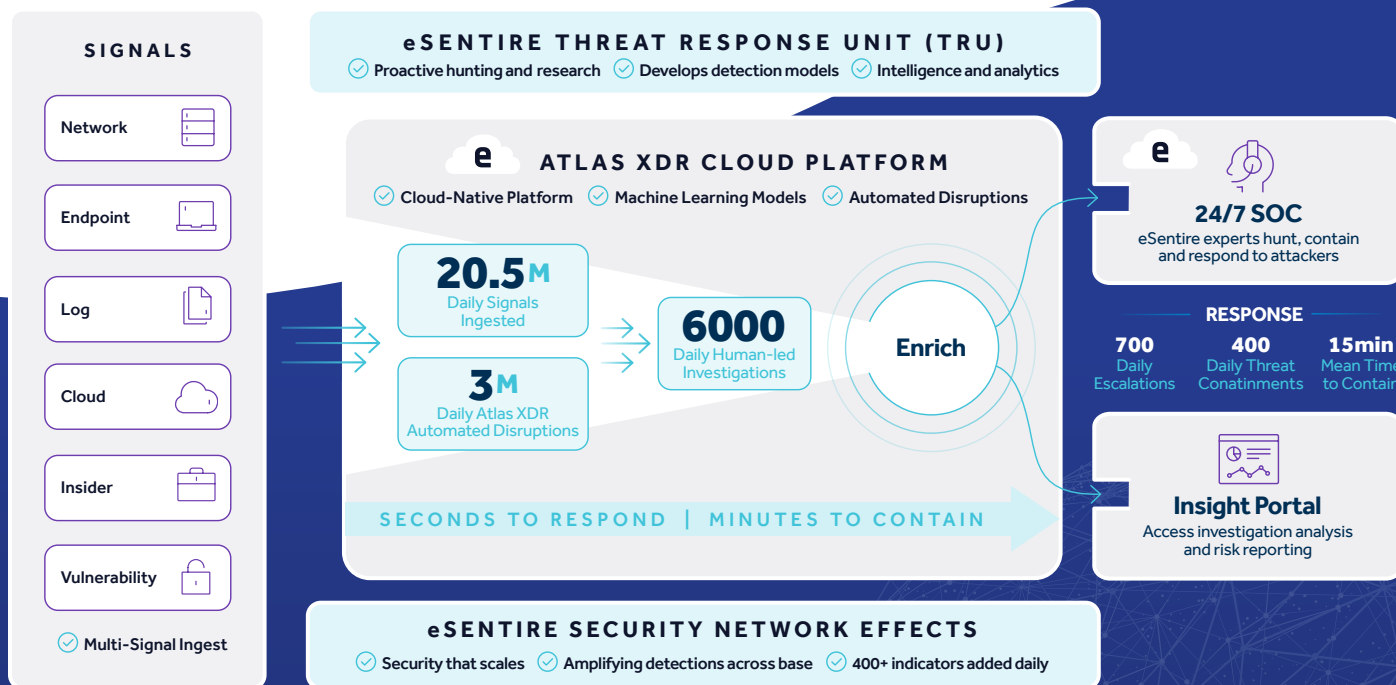 SIGNALS
Network
Endpoint
Log
Cloud
Insider
Vulnerability
Multi-Signal Ingest
eSENTIRE THREAT RESPONSE UNIT (TRU)
Proactive hunting and research Develops detection models Intelligence and analytics
e ATLAS XDR CLOUD PLATFORM
Cloud-Native Platform Machine Learning Models Automated Disruptions
20.5M
Daily Signals
Ingested
3M
Daily Atlas XDR
Automated Disruptions
6000
Daily Human-led
Investigations
Enrich
SECONDS TO RESPOND | MINUTES TO CONTAIN
e
24/7 SOC
eSentire experts hunt, contain
and respond to attackers
RESPONSE
700
Daily
Escalations
400
Daily Threat
Conatinments
15min
Mean Time
to Contain
Insight Portal
Access investigation analysis
and risk reporting
eSENTIRE SECURITY NETWORK EFFECTS
Security that scales Amplifying detections across base 400+ indicators added daily